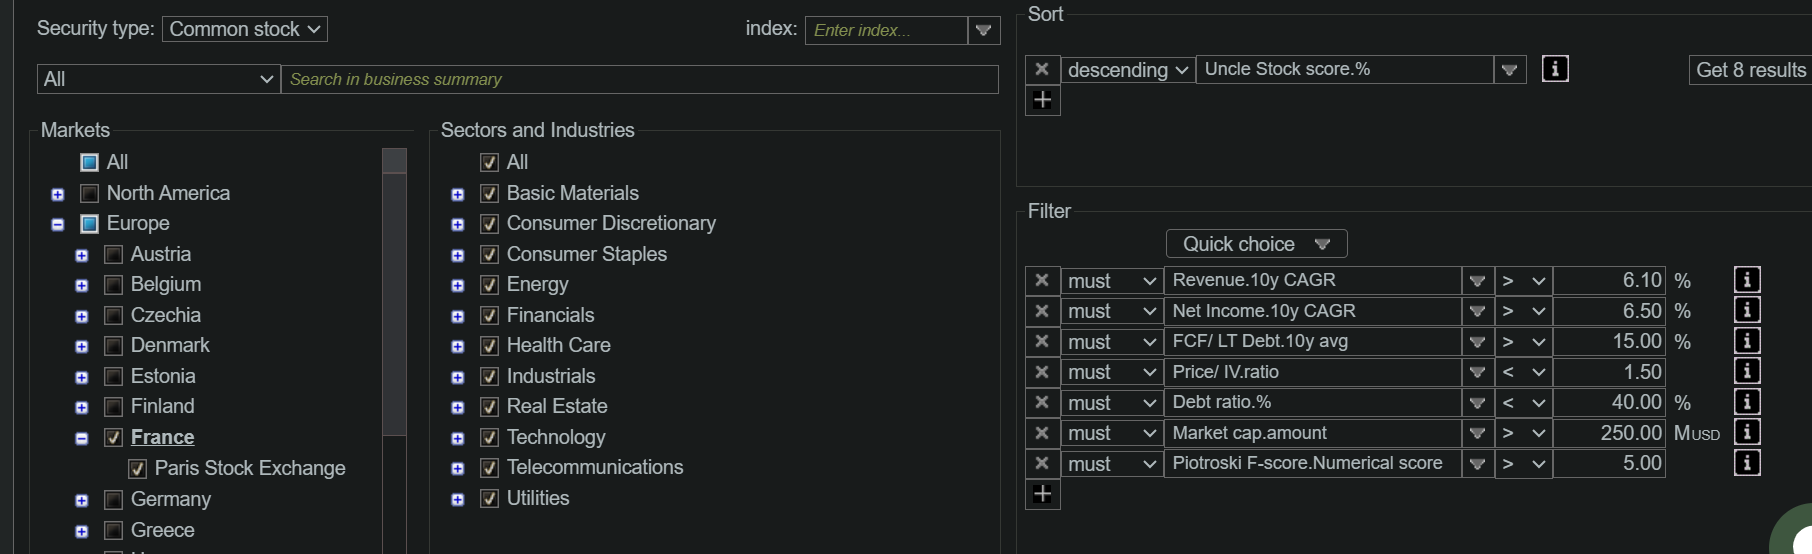 Security type: Common stock
index: Enter index...
All Search in business summary
Markets
All
North America
Europe
Austria
Belgium
Czechia
Denmark
Estonia
Finland
France
Paris Stock Exchange
Germany
Greece
Sectors and Industries
All
Basic Materials
Consumer Discretionary
Consumer Staples
Energy
Financials
Health Care
Industrials
Real Estate
Technology
Telecommunications
Utilities
Sort
descending Uncle Stock score.% Get 8 results
Filter
Quick choice
must Revenue.10y CAGR > 6.10 %
must Net Income.10y CAGR > 6.50 %
must FCF/ LT Debt.10y avg > 15.00 %
must Price/ IV.ratio < 1.50
must Debt ratio.% < 40.00 %
must Market cap.amount > 250.00 MUSD
must Piotroski F-score.Numerical score > 5.00